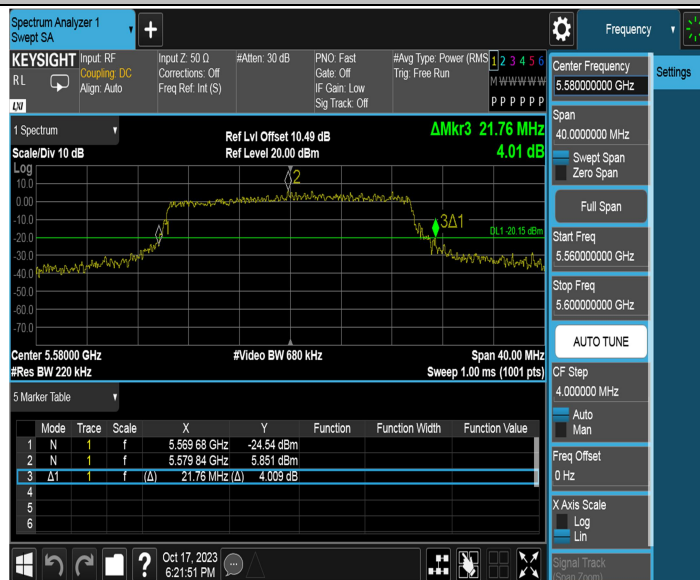 Spectrum Analyzer 1
Swept SA
Frequency
KEYSIGHT
RL
LXI
Input: RF
Coupling: DC
Align: Auto
Input Z: 50 Ω
Corrections: Off
Freq Ref: Int (S)
#Atten: 30 dB
PNO: Fast
Gate: Off
IF Gain: Low
Sig Track: Off
#Avg Type: Power (RMS
Trig: Free Run
1 2 3 4 5 6
M W W W W W
P P P P P P
Center Frequency
5.580000000 GHz
Settings
Span
40.0000000 MHz
Swept Span
Zero Span
Full Span
Start Freq
5.560000000 GHz
Stop Freq
5.600000000 GHz
AUTO TUNE
CF Step
4.000000 MHz
Auto
Man
Freq Offset
0 Hz
X Axis Scale
Log
Lin
Signal Track
(Span Zoom)
1 Spectrum
Scale/Div 10 dB
Log
Ref Lvl Offset 10.49 dB
Ref Level 20.00 dBm
ΔMkr3 21.76 MHz
4.01 dB
10.0
0.00
-10.0
-20.0
-30.0
-40.0
-50.0
-60.0
-70.0
2
1
3Δ1
DL1 -20.15 dBm
Center 5.58000 GHz
#Res BW 220 kHz
#Video BW 680 kHz
Span 40.00 MHz
Sweep 1.00 ms (1001 pts)
5 Marker Table
Mode Trace Scale X Y Function Function Width Function Value
1 N 1 f 5.569 68 GHz -24.54 dBm
2 N 1 f 5.579 84 GHz 5.851 dBm
3 Δ1 1 f (Δ) 21.76 MHz (Δ) 4.009 dB
4
5
6
?
Oct 17, 2023
6:21:51 PM